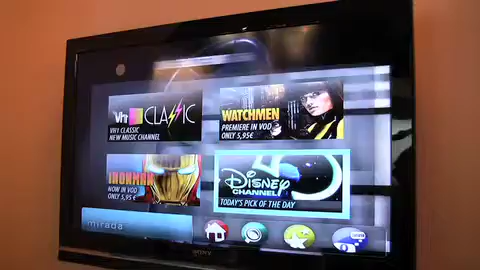 Vh1 CLASSIC
VH1 CLASSIC
NEW MUSIC CHANNEL
WATCHMEN
PREMIERE IN VOD
ONLY 5,95€
IRONMAN
NOW IN VOD
ONLY 5,95€
Disney
CHANNEL
TODAY'S PICK OF THE DAY
mirada
SONY